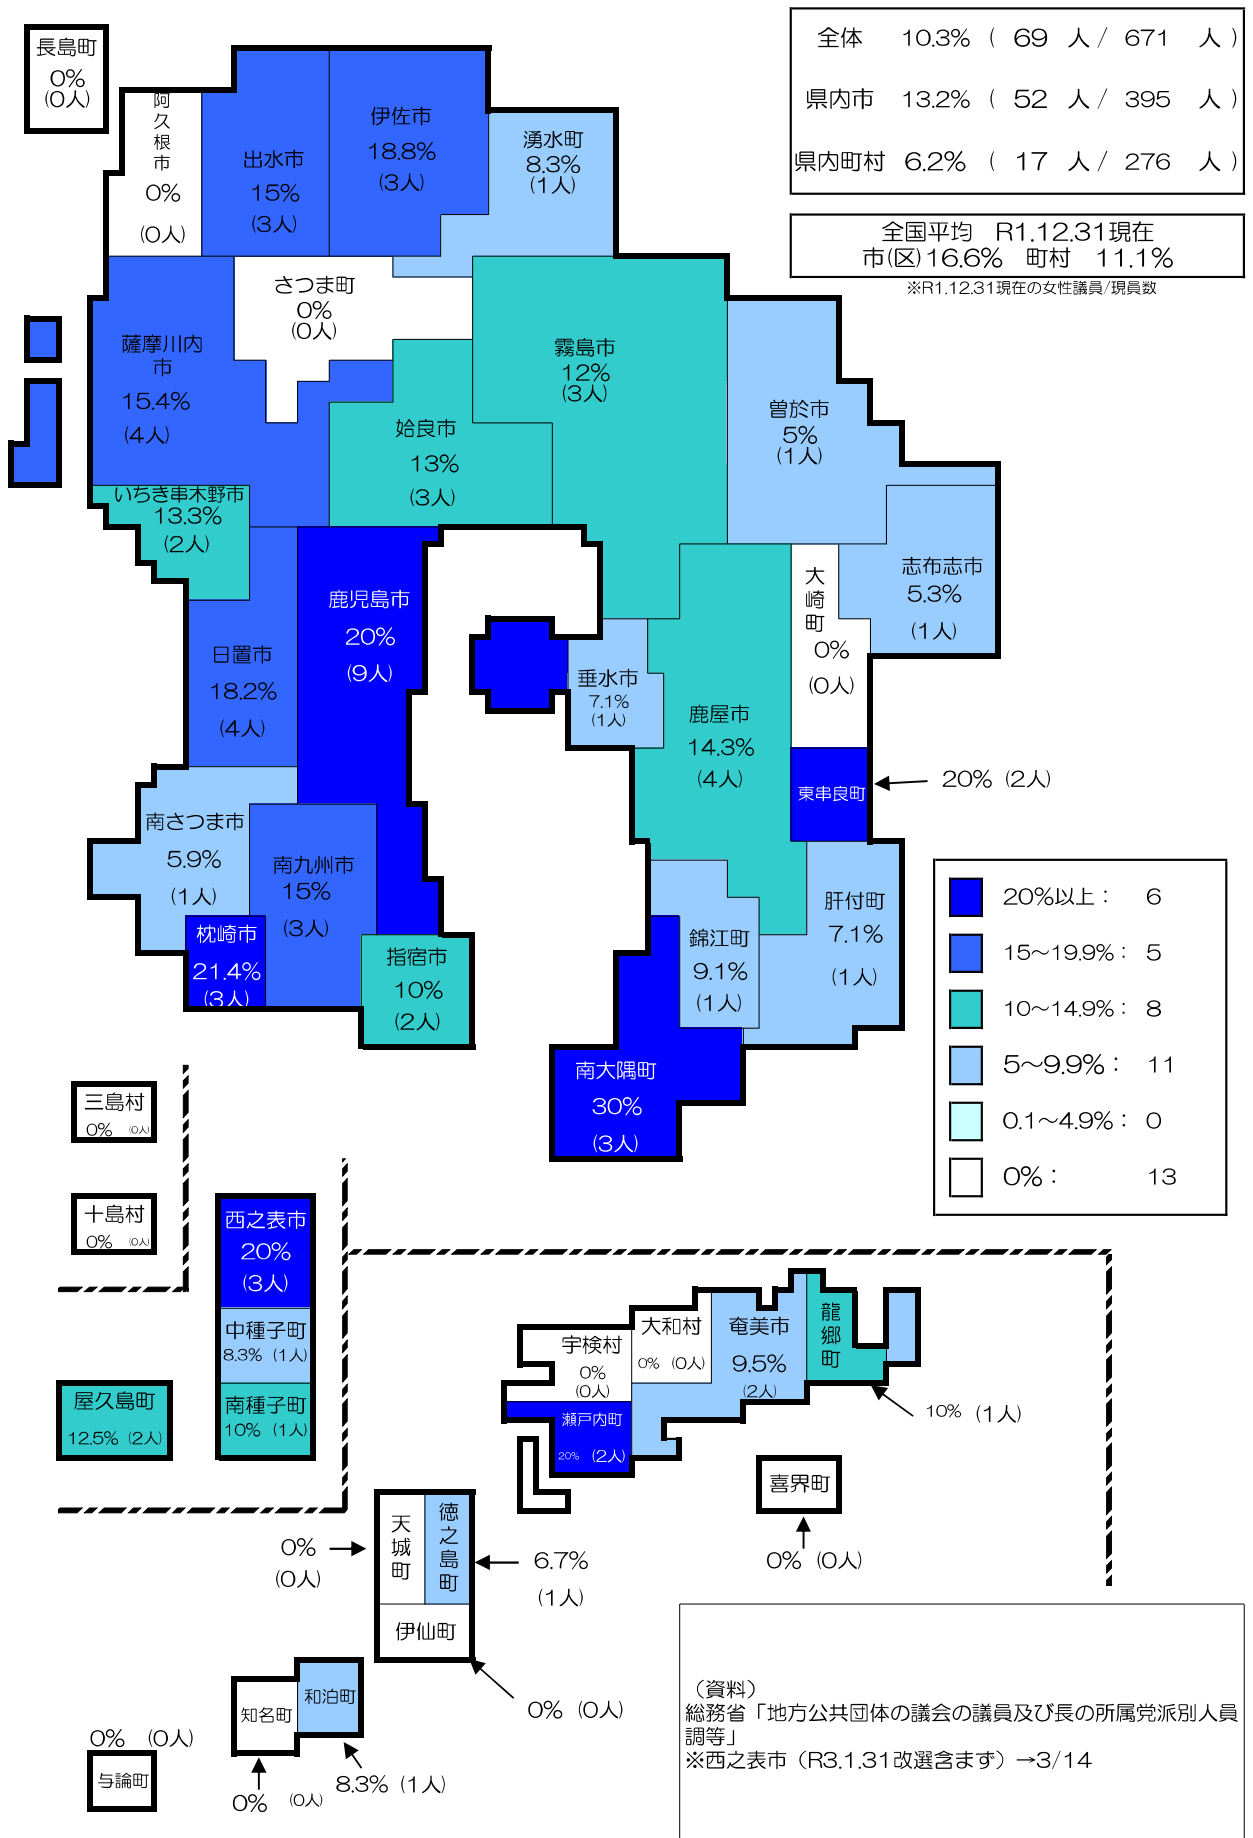 長島町
0%
(0人)
全体 10.3% ( 69 人 / 671 人 )
県内市 13.2% ( 52 人 / 395 人 )
県内町村 6.2% ( 17 人 / 276 人 )
全国平均 R1.12.31現在
市(区)16.6% 町村 11.1%
※R1.12.31現在の女性議員/現員数
阿久根市
0%
(0人)
出水市
15%
(3人)
伊佐市
18.8%
(3人)
湧水町
8.3%
(1人)
さつま町
0%
(0人)
薩摩川内
市
15.4%
(4人)
霧島市
12%
(3人)
姶良市
13%
(3人)
曽於市
5%
(1人)
いちき串木野市
13.3%
(2人)
志布志市
5.3%
(1人)
大崎町
0%
(0人)
鹿児島市
20%
(9人)
日置市
18.2%
(4人)
垂水市
7.1%
(1人)
鹿屋市
14.3%
(4人)
東串良町
20% (2人)
南さつま市
5.9%
(1人)
南九州市
15%
(3人)
枕崎市
21.4%
(3人)
指宿市
10%
(2人)
錦江町
9.1%
(1人)
肝付町
7.1%
(1人)
南大隅町
30%
(3人)
20%以上: 6
15～19.9%: 5
10～14.9%: 8
5～9.9%: 11
0.1～4.9%: 0
0%: 13
三島村
0% (0人)
十島村
0% (0人)
西之表市
20%
(3人)
中種子町
8.3% (1人)
南種子町
10% (1人)
屋久島町
12.5% (2人)
宇検村
0%
(0人)
大和村
0% (0人)
奄美市
9.5%
(2人)
龍郷町
10% (1人)
瀬戸内町
20% (2人)
喜界町
0% (0人)
天城町
0%
(0人)
徳之島町
6.7%
(1人)
伊仙町
0% (0人)
和泊町
8.3% (1人)
知名町
0% (0人)
0% (0人)
与論町
（資料）
総務省「地方公共団体の議会の議員及び長の所属党派別人員
調等」
※西之表市（R3.1.31改選含まず）→3/14